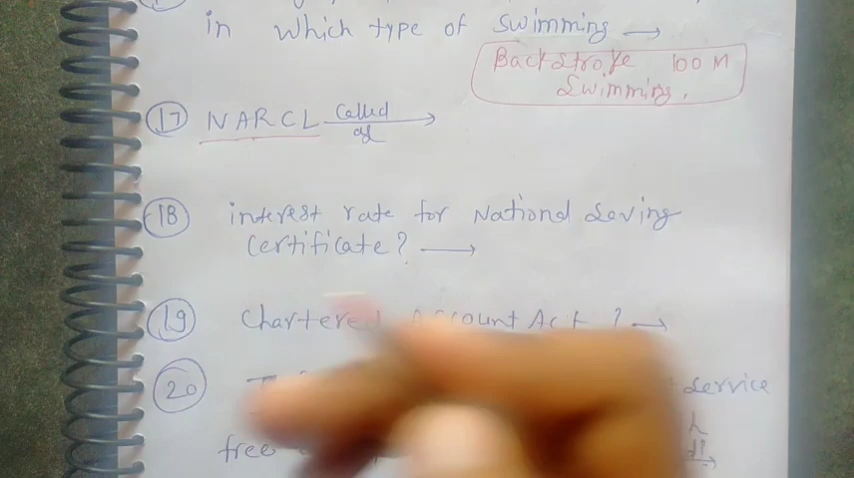 in which type of swimming →
Backstroke 100 M
Swimming.
17 NARCL called as →
18 interest rate for National Saving
Certificate? →
19 Chartered Account Act ? →
20 service
free